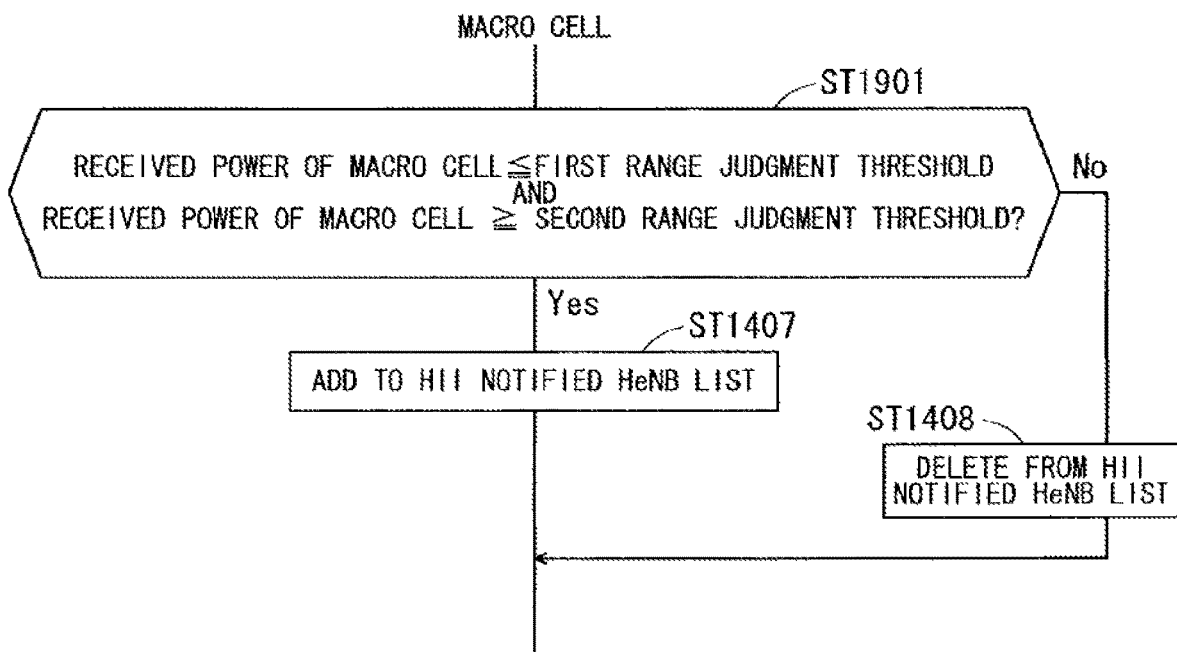 MACRO CELL
ST1901
RECEIVED POWER OF MACRO CELL≦FIRST RANGE JUDGMENT THRESHOLD
AND
RECEIVED POWER OF MACRO CELL ≧ SECOND RANGE JUDGMENT THRESHOLD?
No
Yes
ST1407
ADD TO HII NOTIFIED HeNB LIST
ST1408
DELETE FROM HII
NOTIFIED HeNB LIST